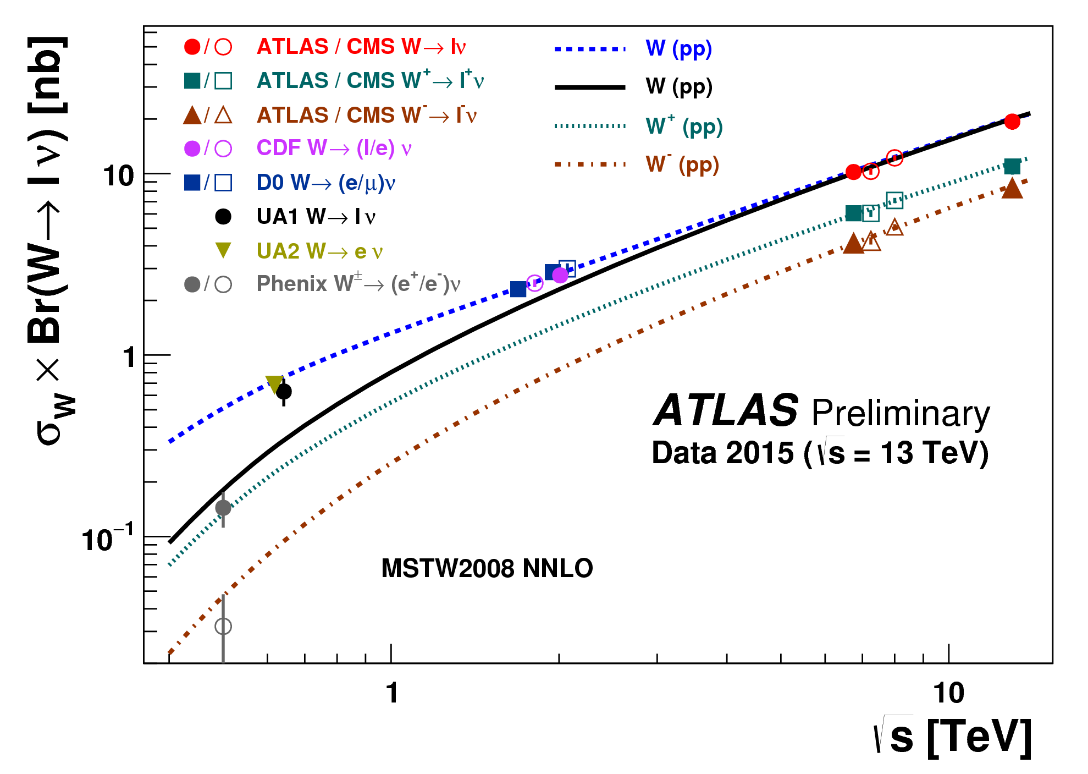 ●/○ ATLAS / CMS W→ lν
■/□ ATLAS / CMS W⁺→ l⁺ν
▲/△ ATLAS / CMS W⁻→ l⁻ν
●/○ CDF W→ (l/e) ν
■/□ D0 W→ (e/μ)ν
● UA1 W→ l ν
▼ UA2 W→ e ν
●/○ Phenix W±→ (e⁺/e⁻)ν
W (pp)
W (pp)
W⁺ (pp)
W⁻ (pp)
σW × Br(W→ l ν) [nb]
10
1
10⁻¹
ATLAS Preliminary
Data 2015 (√s = 13 TeV)
MSTW2008 NNLO
1
10
√s [TeV]